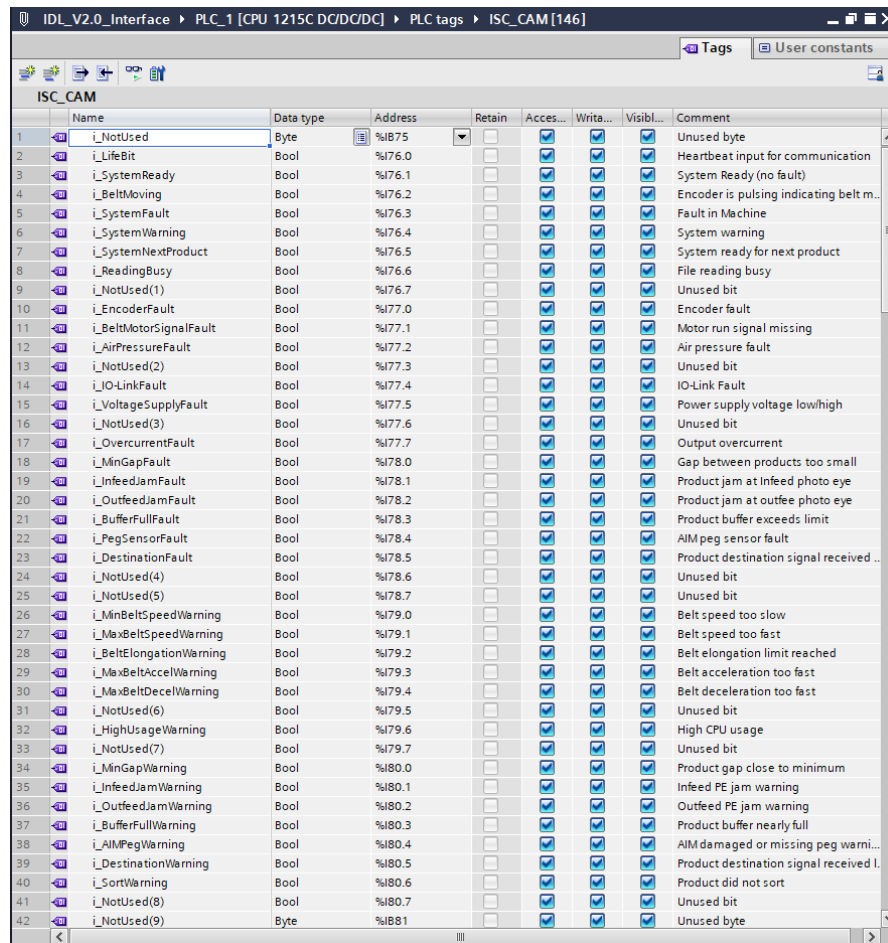 IDL_V2.0_Interface ▸ PLC_1 [CPU 1215C DC/DC/DC] ▸ PLC tags ▸ ISC_CAM [146]
Tags User constants
ISC_CAM
Name Data type Address Retain Acces... Writa... Visibl... Comment
1 i_NotUsed Byte %IB75 Unused byte
2 i_LifeBit Bool %I76.0 Heartbeat input for communication
3 i_SystemReady Bool %I76.1 System Ready (no fault)
4 i_BeltMoving Bool %I76.2 Encoder is pulsing indicating belt m...
5 i_SystemFault Bool %I76.3 Fault in Machine
6 i_SystemWarning Bool %I76.4 System warning
7 i_SystemNextProduct Bool %I76.5 System ready for next product
8 i_ReadingBusy Bool %I76.6 File reading busy
9 i_NotUsed(1) Bool %I76.7 Unused bit
10 i_EncoderFault Bool %I77.0 Encoder fault
11 i_BeltMotorSignalFault Bool %I77.1 Motor run signal missing
12 i_AirPressureFault Bool %I77.2 Air pressure fault
13 i_NotUsed(2) Bool %I77.3 Unused bit
14 i_IO-LinkFault Bool %I77.4 IO-Link Fault
15 i_VoltageSupplyFault Bool %I77.5 Power supply voltage low/high
16 i_NotUsed(3) Bool %I77.6 Unused bit
17 i_OvercurrentFault Bool %I77.7 Output overcurrent
18 i_MinGapFault Bool %I78.0 Gap between products too small
19 i_InfeedJamFault Bool %I78.1 Product jam at Infeed photo eye
20 i_OutfeedJamFault Bool %I78.2 Product jam at outfee photo eye
21 i_BufferFullFault Bool %I78.3 Product buffer exceeds limit
22 i_PegSensorFault Bool %I78.4 AIM peg sensor fault
23 i_DestinationFault Bool %I78.5 Product destination signal received ..
24 i_NotUsed(4) Bool %I78.6 Unused bit
25 i_NotUsed(5) Bool %I78.7 Unused bit
26 i_MinBeltSpeedWarning Bool %I79.0 Belt speed too slow
27 i_MaxBeltSpeedWarning Bool %I79.1 Belt speed too fast
28 i_BeltElongationWarning Bool %I79.2 Belt elongation limit reached
29 i_MaxBeltAccelWarning Bool %I79.3 Belt acceleration too fast
30 i_MaxBeltDecelWarning Bool %I79.4 Belt deceleration too fast
31 i_NotUsed(6) Bool %I79.5 Unused bit
32 i_HighUsageWarning Bool %I79.6 High CPU usage
33 i_NotUsed(7) Bool %I79.7 Unused bit
34 i_MinGapWarning Bool %I80.0 Product gap close to minimum
35 i_InfeedJamWarning Bool %I80.1 Infeed PE jam warning
36 i_OutfeedJamWarning Bool %I80.2 Outfeed PE jam warning
37 i_BufferFullWarning Bool %I80.3 Product buffer nearly full
38 i_AIMPegWarning Bool %I80.4 AIM damaged or missing peg warni...
39 i_DestinationWarning Bool %I80.5 Product destination signal received l.
40 i_SortWarning Bool %I80.6 Product did not sort
41 i_NotUsed(8) Bool %I80.7 Unused bit
42 i_NotUsed(9) Byte %IB81 Unused byte